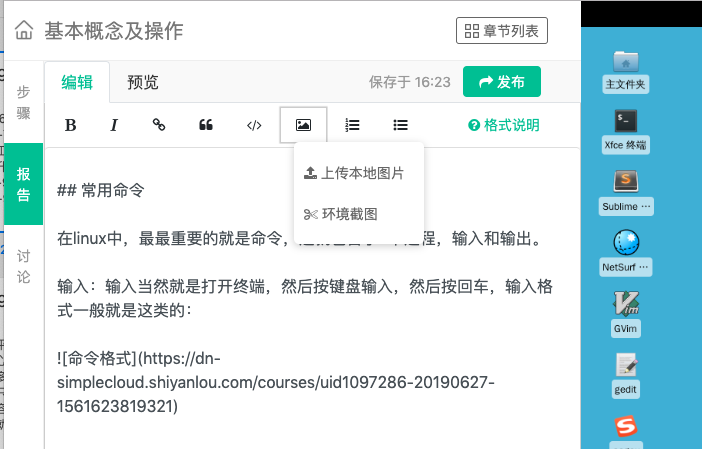 基本概念及操作
章节列表
步骤
报告
讨论
编辑
预览
保存于 16:23
发布
B
I
格式说明
上传本地图片
环境截图
## 常用命令
在linux中，最最重要的就是命令，
程，输入和输出。
输入：输入当然就是打开终端，然后按键盘输入，然后按回车，输入格
式一般就是这类的：
![命令格式](https://dn-
simplecloud.shiyanlou.com/courses/uid1097286-20190627-
1561623819321)
主文件夹
Xfce 终端
Sublime ···
NetSurf ···
GVim
gedit